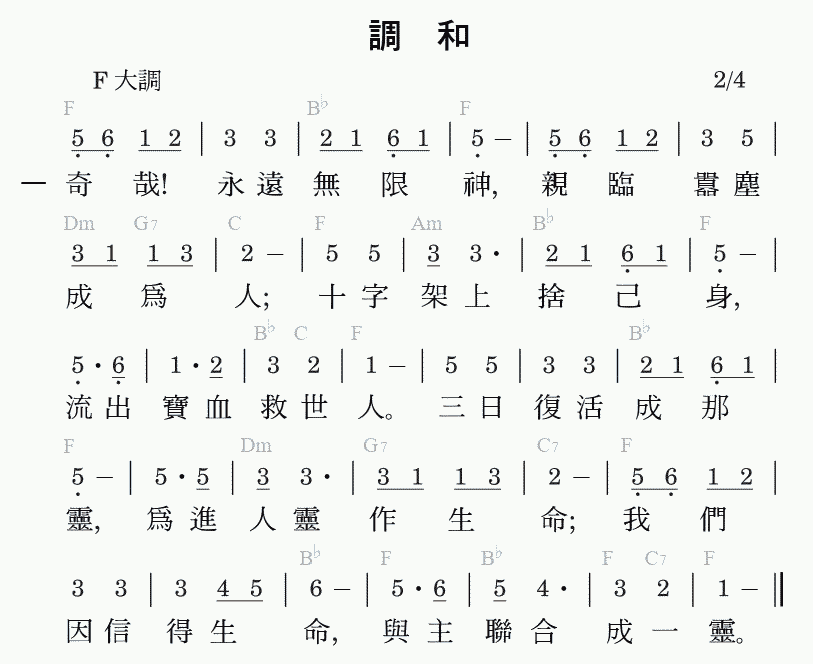 調 和
F 大調 2/4
F B♭ F
5 6 1 2 | 3 3 | 2 1 6 1 | 5 – | 5 6 1 2 | 3 5 |
一 奇 哉! 永 遠 無 限 神, 親 臨 囂 塵
Dm G7 C F Am B♭ F
3 1 1 3 | 2 – | 5 5 | 3 3 · | 2 1 6 1 | 5 – |
成 爲 人; 十 字 架 上 捨 己 身,
B♭ C F B♭
5 · 6 | 1 · 2 | 3 2 | 1 – | 5 5 | 3 3 | 2 1 6 1 |
流 出 寶 血 救 世 人。 三 日 復 活 成 那
F Dm G7 C7 F
5 – | 5 · 5 | 3 3 · | 3 1 1 3 | 2 – | 5 6 1 2 |
靈, 爲 進 人 靈 作 生 命; 我 們
B♭ F B♭ F C7 F
3 3 | 3 4 5 | 6 – | 5 · 6 | 5 4 · | 3 2 | 1 – ‖
因 信 得 生 命, 與 主 聯 合 成 一 靈。